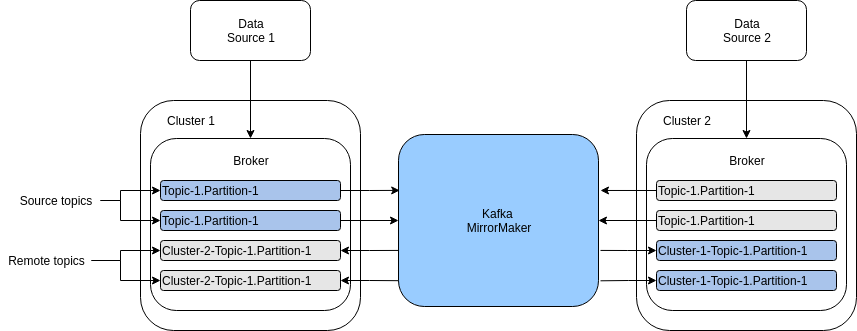 Data
Source 1
Data
Source 2
Cluster 1
Cluster 2
Broker
Broker
Source topics
Topic-1.Partition-1
Topic-1.Partition-1
Cluster-2-Topic-1.Partition-1
Cluster-2-Topic-1.Partition-1
Remote topics
Kafka
MirrorMaker
Topic-1.Partition-1
Topic-1.Partition-1
Cluster-1-Topic-1.Partition-1
Cluster-1-Topic-1.Partition-1